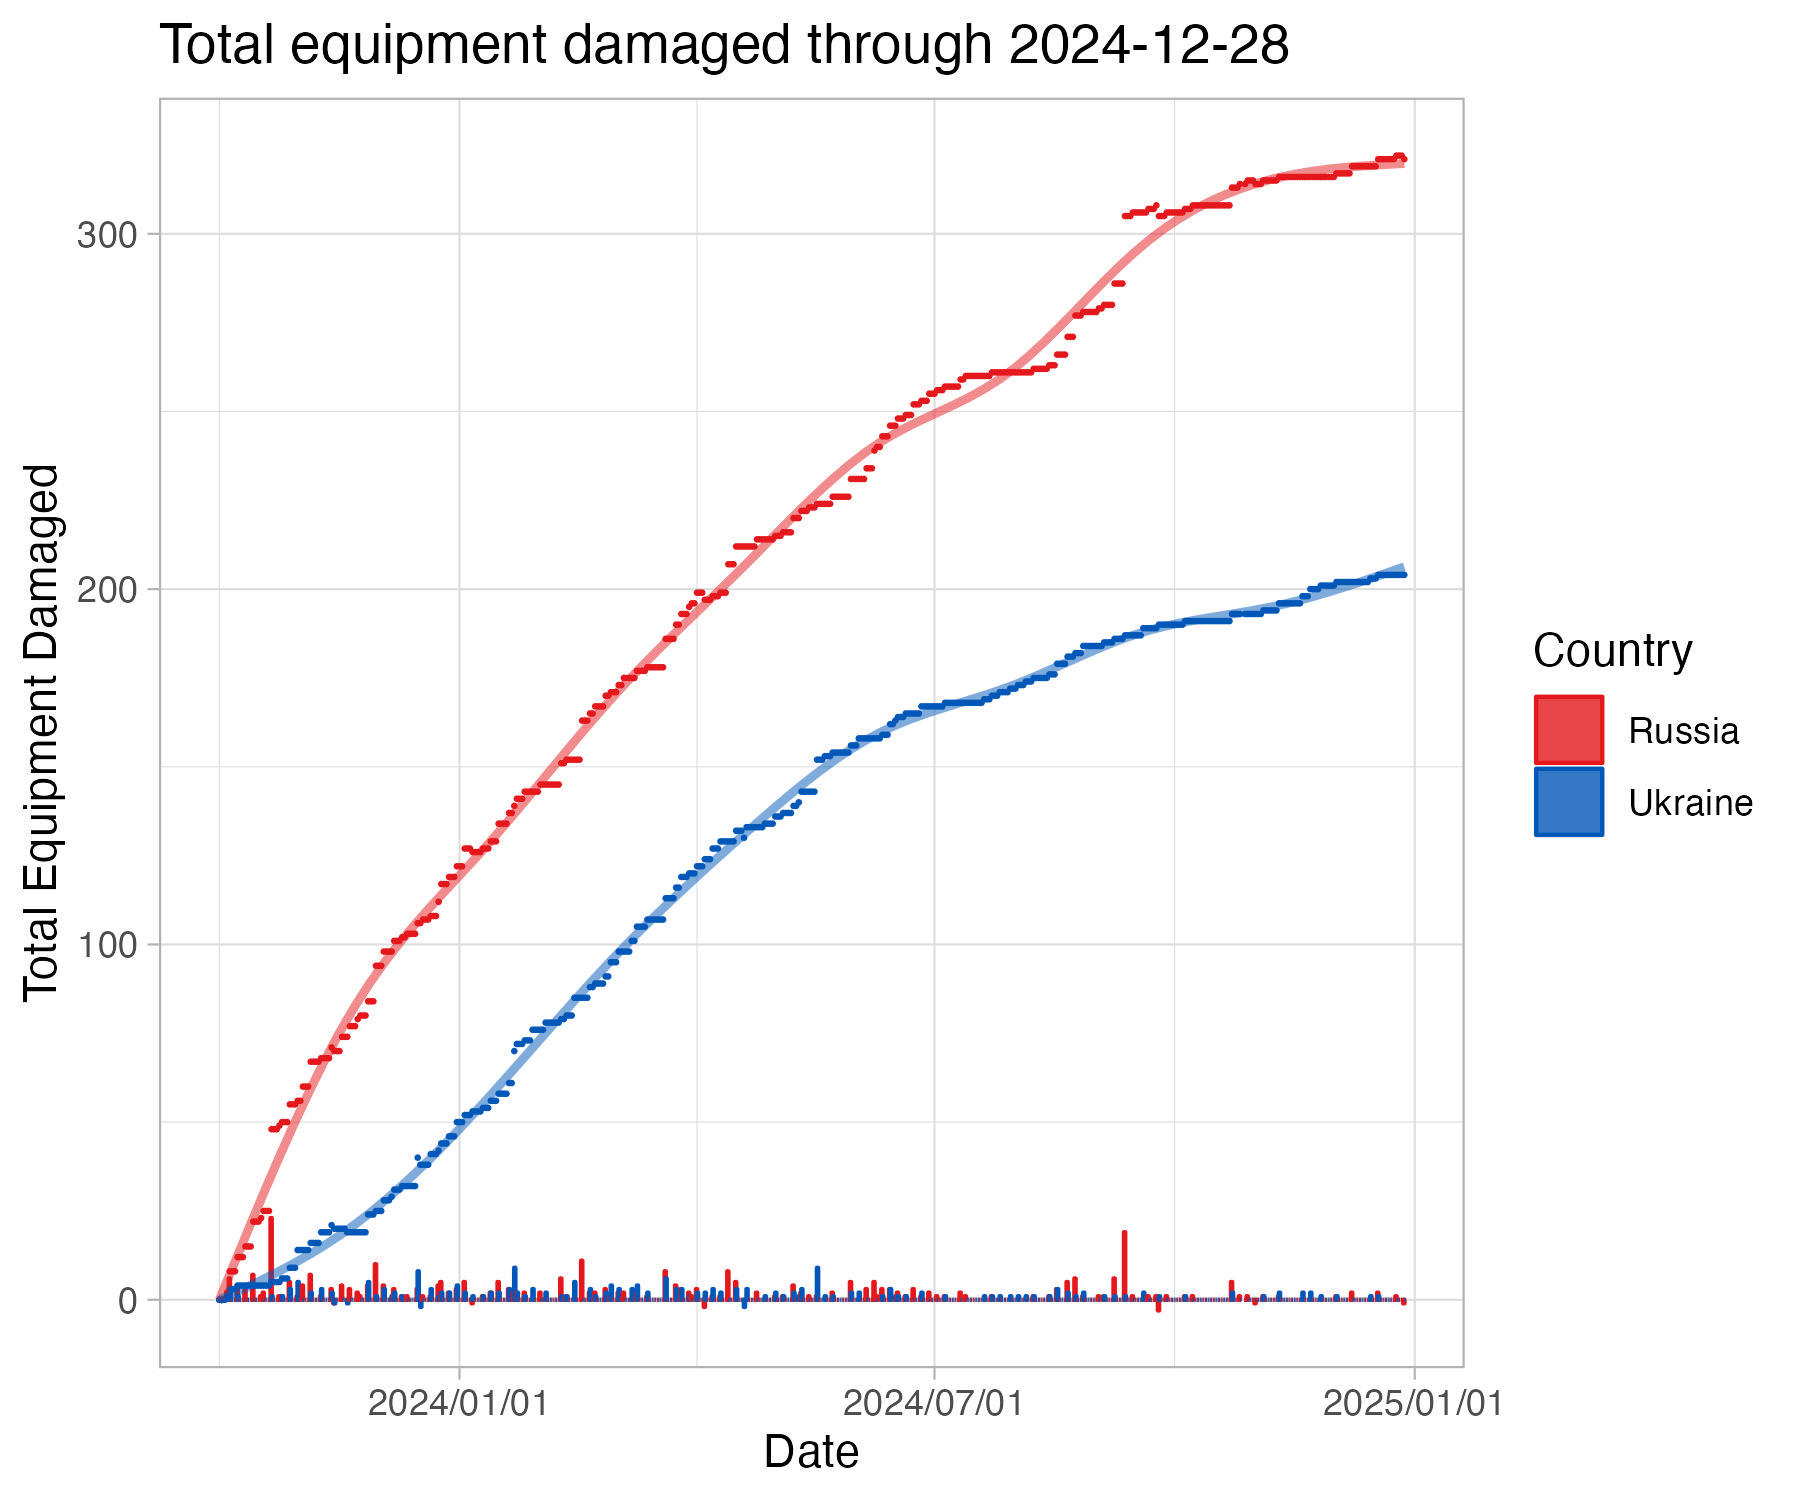 Total equipment damaged through 2024-12-28
Total Equipment Damaged
300
200
100
0
2024/01/01
2024/07/01
2025/01/01
Date
Country
Russia
Ukraine